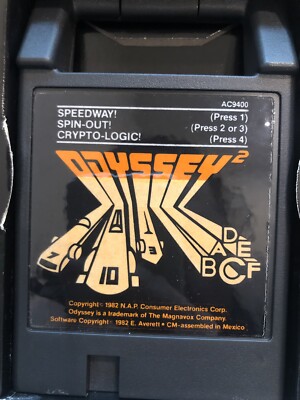 AC9400
SPEEDWAY! (Press 1)
SPIN-OUT! (Press 2 or 3)
CRYPTO-LOGIC! (Press 4)
ODYSSEY²
D
A E
B C F
10
Copyright © 1982 N.A.P. Consumer Electronics Corp.
Odyssey is a trademark of The Magnavox Company.
Software Copyright © 1982 E. Averett • CM-assembled in Mexico